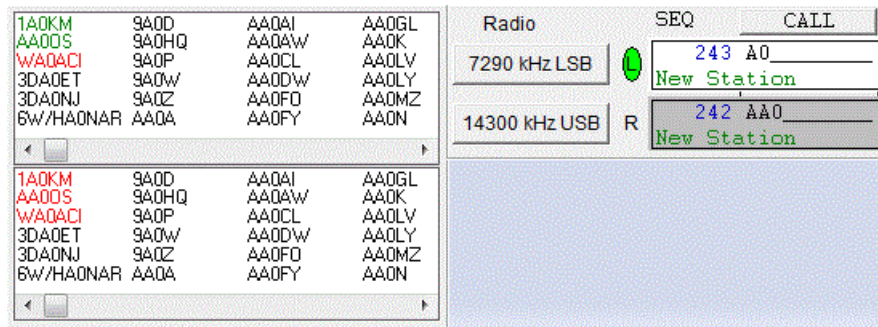 1A0KM 9A0D AA0AI AA0GL
AA0OS 9A0HQ AA0AW AA0K
WA0ACI 9A0P AA0CL AA0LV
3DA0ET 9A0W AA0DW AA0LY
3DA0NJ 9A0Z AA0FO AA0MZ
6W/HA0NAR AA0A AA0FY AA0N
Radio SEQ CALL
7290 kHz LSB L 243 A0_________
New Station
14300 kHz USB R 242 AA0________
New Station
1A0KM 9A0D AA0AI AA0GL
AA0OS 9A0HQ AA0AW AA0K
WA0ACI 9A0P AA0CL AA0LV
3DA0ET 9A0W AA0DW AA0LY
3DA0NJ 9A0Z AA0FO AA0MZ
6W/HA0NAR AA0A AA0FY AA0N